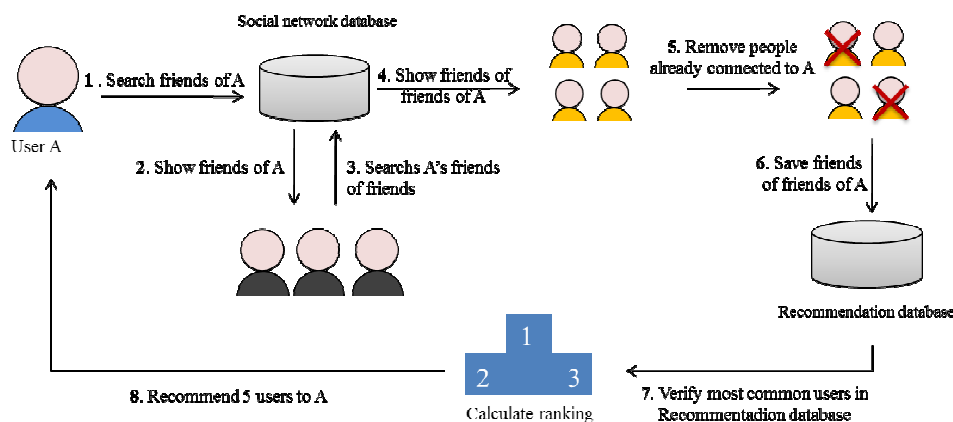 Social network database
1 . Search friends of A
4. Show friends of
friends of A
5. Remove people
already connected to A
User A
2. Show friends of A
3. Searchs A's friends
of friends
6. Save friends
of friends of A
Recommendation database
1
2
3
Calculate ranking
7. Verify most common users in
Recommentadion database
8. Recommend 5 users to A